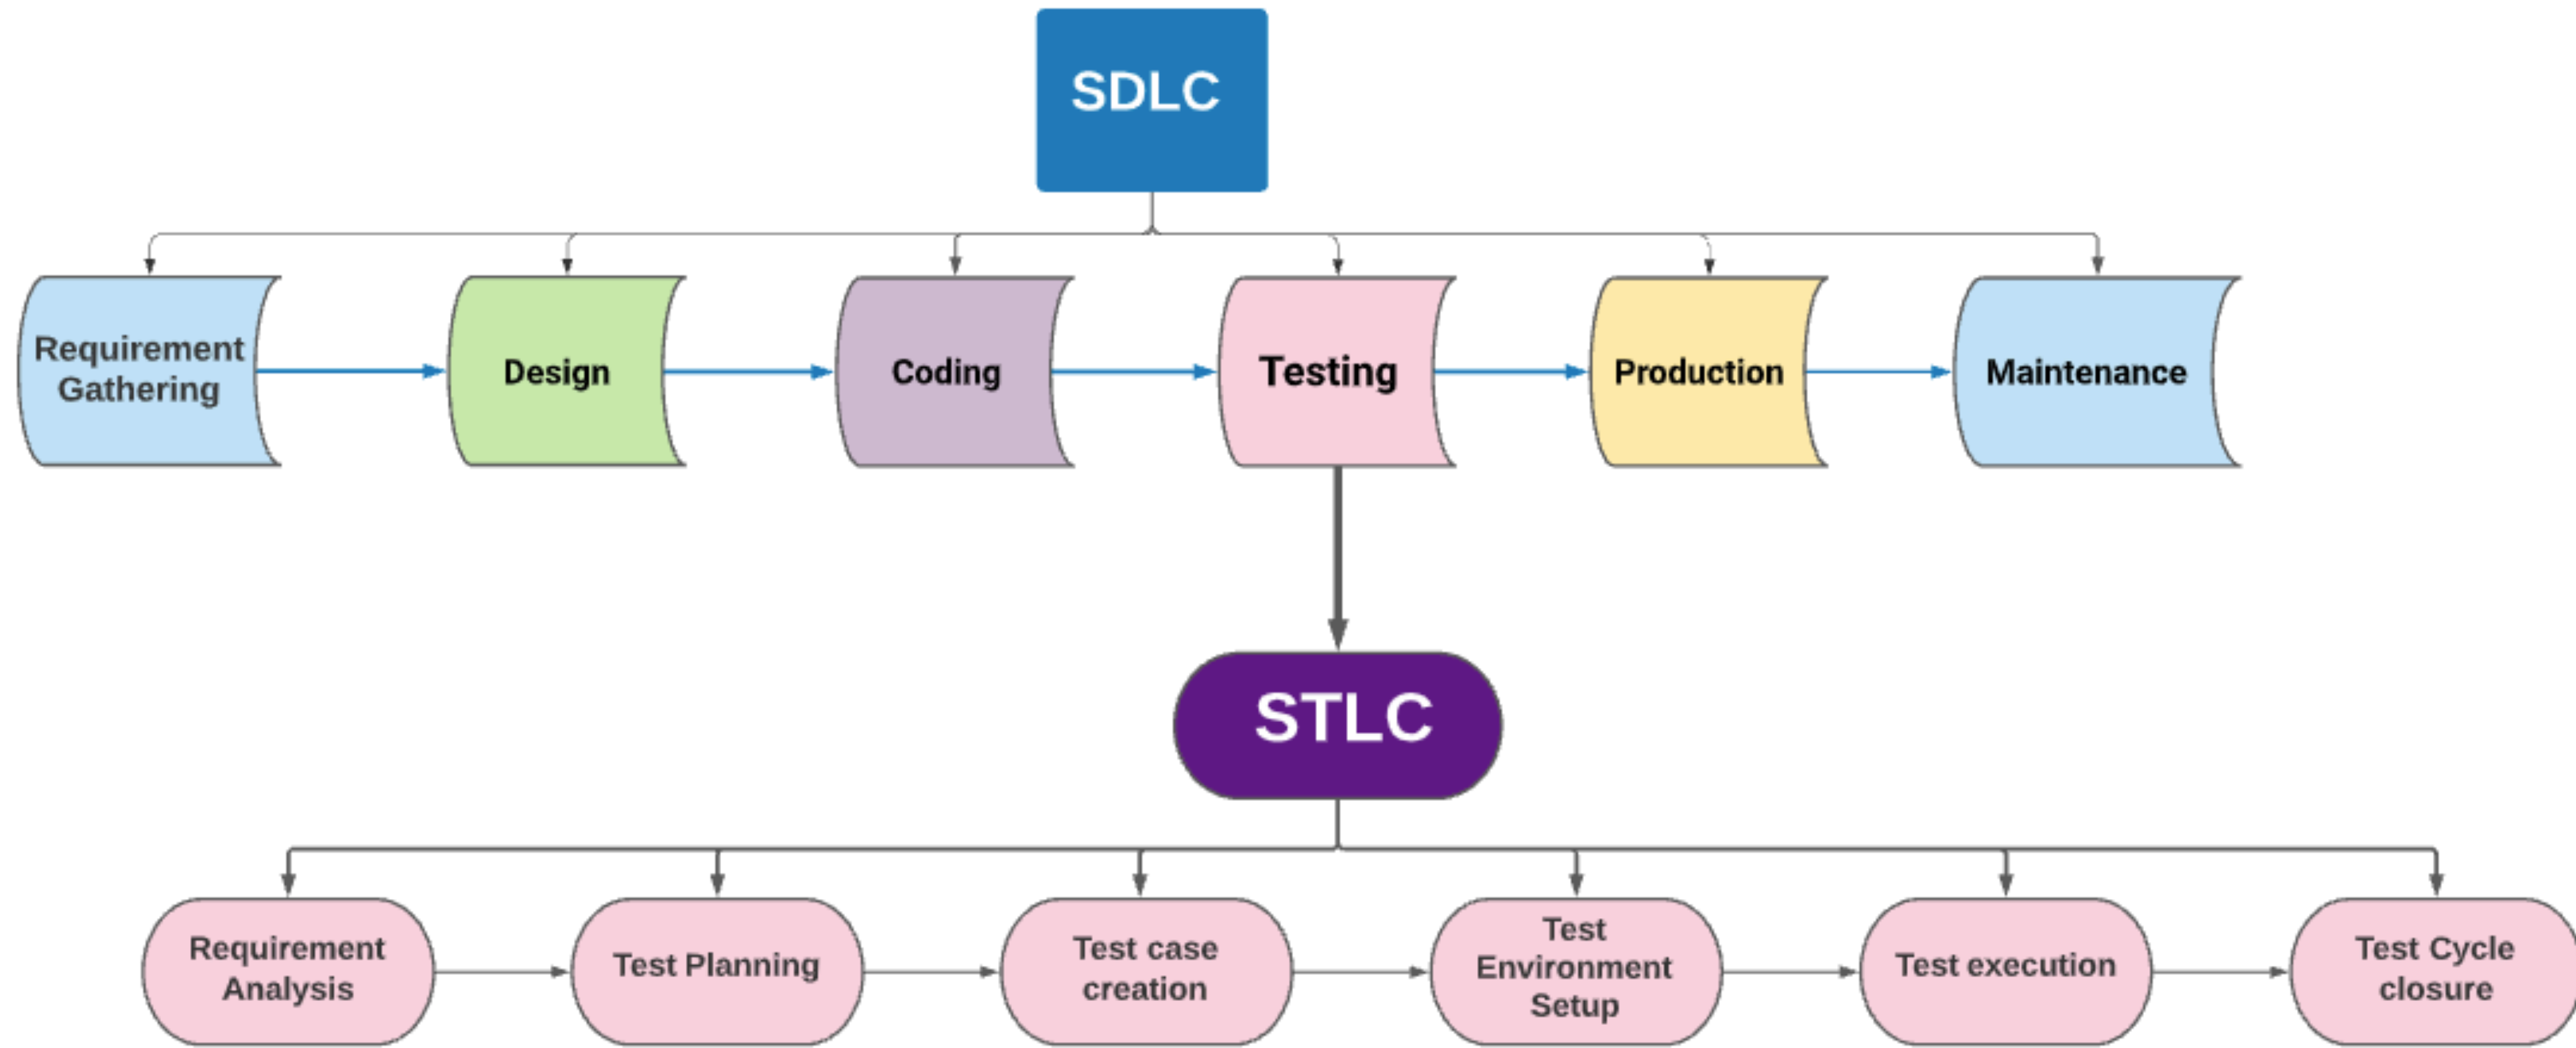 SDLC
Requirement
Gathering
Design
Coding
Testing
Production
Maintenance
STLC
Requirement
Analysis
Test Planning
Test case
creation
Test
Environment
Setup
Test execution
Test Cycle
closure